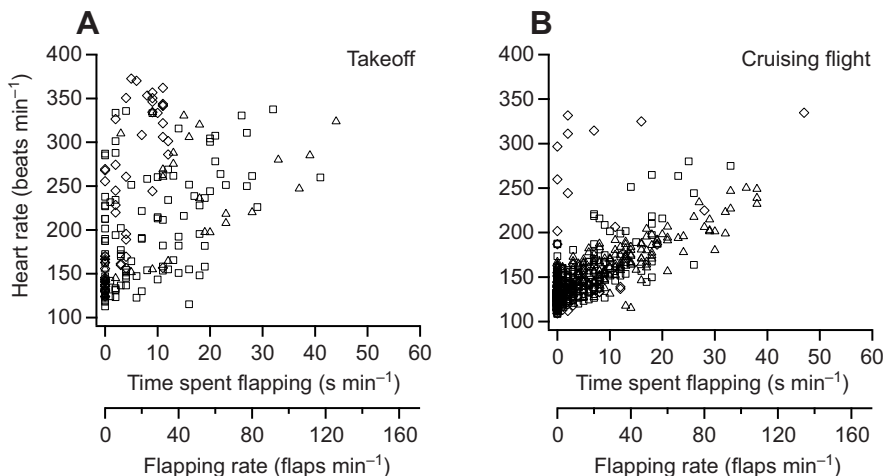 A
Takeoff
Heart rate (beats min⁻¹)
400
350
300
250
200
150
100
0 10 20 30 40 50 60
Time spent flapping (s min⁻¹)
0 40 80 120 160
Flapping rate (flaps min⁻¹)
B
Cruising flight
400
350
300
250
200
150
100
0 10 20 30 40 50 60
Time spent flapping (s min⁻¹)
0 40 80 120 160
Flapping rate (flaps min⁻¹)